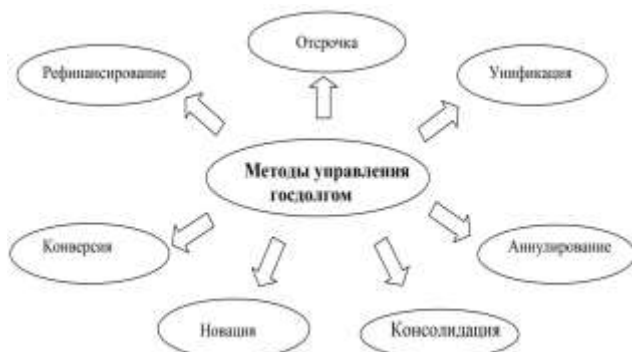 Отсрочка
Рефинансирование
Унификация
Методы управления
госдолгом
Конверсия
Аннулирование
Новация
Консолидация